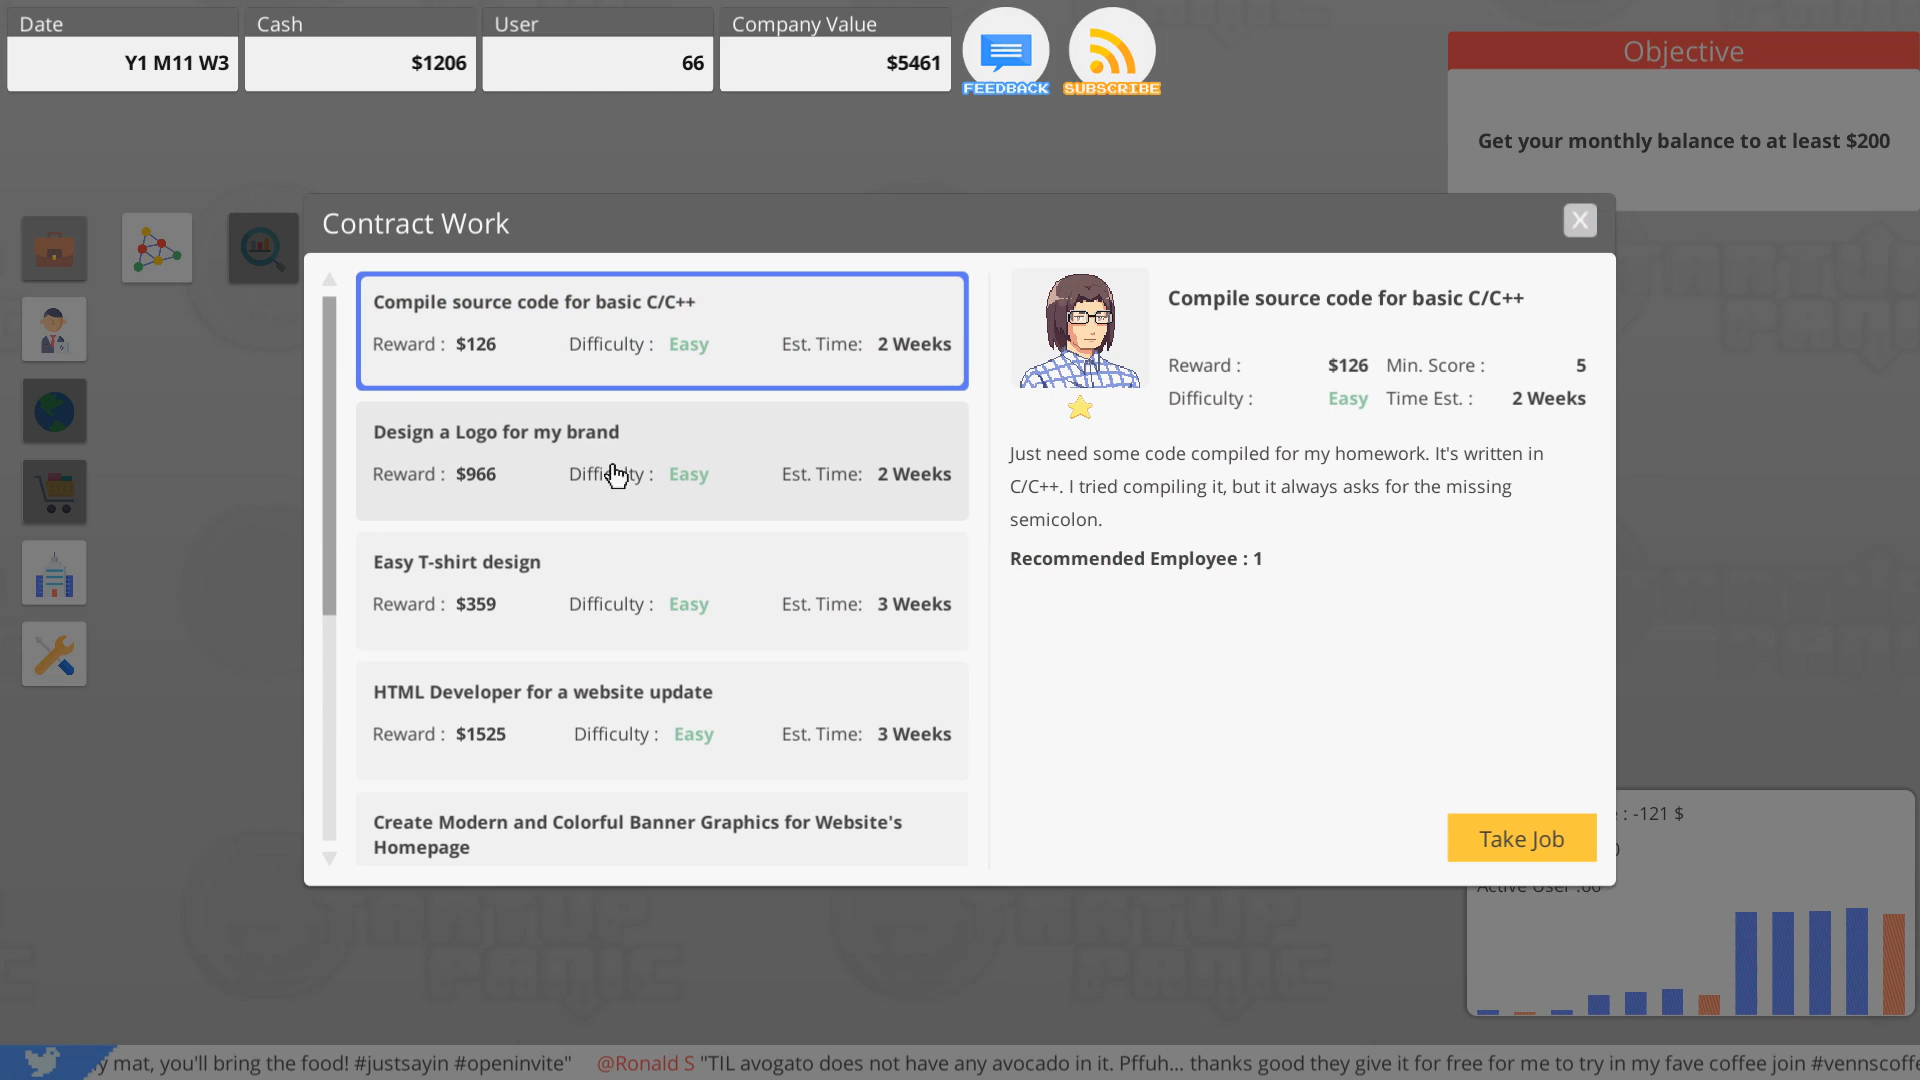 Date
Y1 M11 W3
Cash
$1206
User
66
Company Value
$5461
FEEDBACK
SUBSCRIBE
Objective
Get your monthly balance to at least $200
Contract Work
X
Compile source code for basic C/C++
Reward : $126 Difficulty : Easy Est. Time: 2 Weeks
Design a Logo for my brand
Reward : $966 Difficulty : Easy Est. Time: 2 Weeks
Easy T-shirt design
Reward : $359 Difficulty : Easy Est. Time: 3 Weeks
HTML Developer for a website update
Reward : $1525 Difficulty : Easy Est. Time: 3 Weeks
Create Modern and Colorful Banner Graphics for Website's
Homepage
Compile source code for basic C/C++
Reward : $126 Min. Score : 5
Difficulty : Easy Time Est. : 2 Weeks
Just need some code compiled for my homework. It's written in
C/C++. I tried compiling it, but it always asks for the missing
semicolon.
Recommended Employee : 1
Take Job
: -121 $
Active User :66
y mat, you'll bring the food! #justsayin #openinvite" @Ronald S "TIL avogato does not have any avocado in it. Pffuh... thanks good they give it for free for me to try in my fave coffee join #vennscoffe